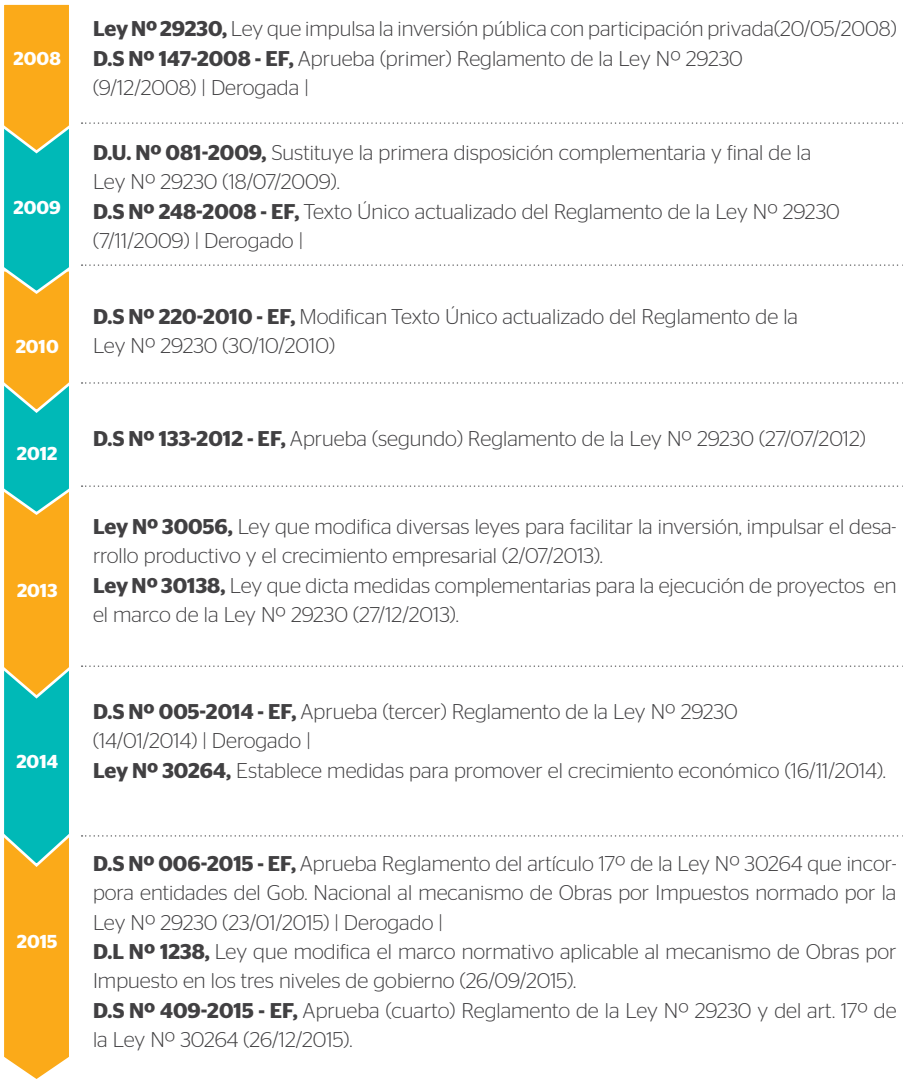 2008
Ley Nº 29230, Ley que impulsa la inversión pública con participación privada(20/05/2008)
D.S Nº 147-2008 - EF, Aprueba (primer) Reglamento de la Ley Nº 29230
(9/12/2008) | Derogada |
2009
D.U. Nº 081-2009, Sustituye la primera disposición complementaria y final de la
Ley Nº 29230 (18/07/2009).
D.S Nº 248-2008 - EF, Texto Único actualizado del Reglamento de la Ley Nº 29230
(7/11/2009) | Derogado |
2010
D.S Nº 220-2010 - EF, Modifican Texto Único actualizado del Reglamento de la
Ley Nº 29230 (30/10/2010)
2012
D.S Nº 133-2012 - EF, Aprueba (segundo) Reglamento de la Ley Nº 29230 (27/07/2012)
2013
Ley Nº 30056, Ley que modifica diversas leyes para facilitar la inversión, impulsar el desa-
rrollo productivo y el crecimiento empresarial (2/07/2013).
Ley Nº 30138, Ley que dicta medidas complementarias para la ejecución de proyectos en
el marco de la Ley Nº 29230 (27/12/2013).
2014
D.S Nº 005-2014 - EF, Aprueba (tercer) Reglamento de la Ley Nº 29230
(14/01/2014) | Derogado |
Ley Nº 30264, Establece medidas para promover el crecimiento económico (16/11/2014).
2015
D.S Nº 006-2015 - EF, Aprueba Reglamento del artículo 17º de la Ley Nº 30264 que incor-
pora entidades del Gob. Nacional al mecanismo de Obras por Impuestos normado por la
Ley Nº 29230 (23/01/2015) | Derogado |
D.L Nº 1238, Ley que modifica el marco normativo aplicable al mecanismo de Obras por
Impuesto en los tres niveles de gobierno (26/09/2015).
D.S Nº 409-2015 - EF, Aprueba (cuarto) Reglamento de la Ley Nº 29230 y del art. 17º de
la Ley Nº 30264 (26/12/2015).